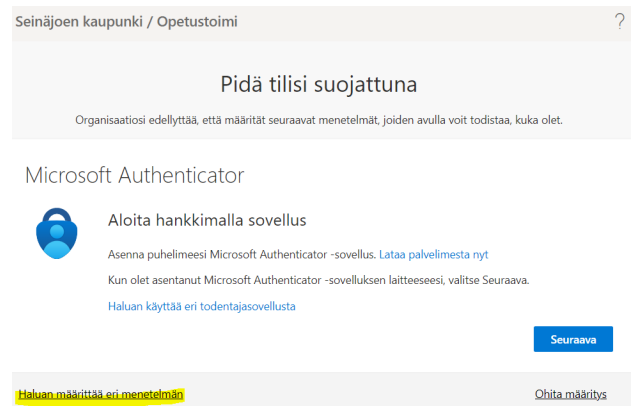 Seinäjoen kaupunki / Opetustoimi ?
Pidä tilisi suojattuna
Organisaatiosi edellyttää, että määrität seuraavat menetelmät, joiden avulla voit todistaa, kuka olet.
Microsoft Authenticator
Aloita hankkimalla sovellus
Asenna puhelimeesi Microsoft Authenticator -sovellus. Lataa palvelimesta nyt
Kun olet asentanut Microsoft Authenticator -sovelluksen laitteeseesi, valitse Seuraava.
Haluan käyttää eri todentajasovellusta
Seuraava
Haluan määrittää eri menetelmän Ohita määritys